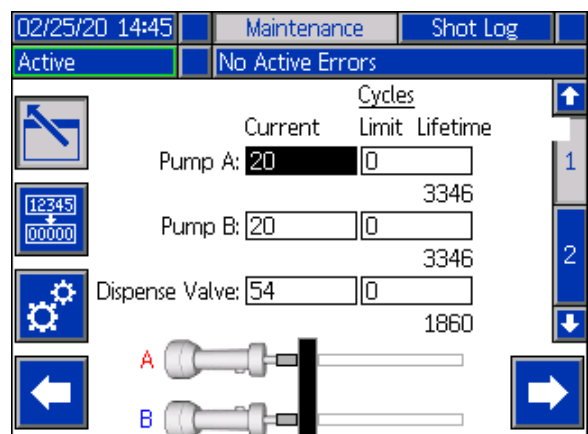 02/25/20 14:45 Maintenance Shot Log
Active No Active Errors
Cycles
Current Limit Lifetime
Pump A: 20 0
3346
1
12345
00000
Pump B: 20 0
3346
2
Dispense Valve: 54 0
1860
A
B